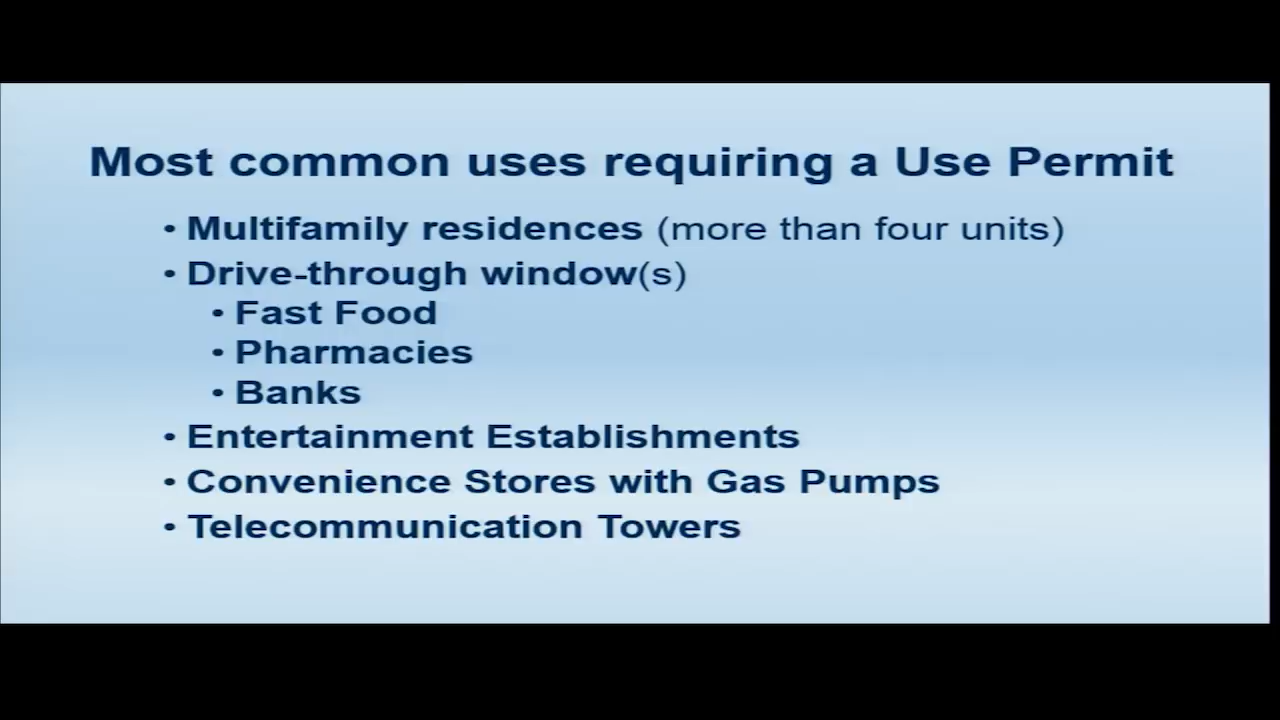 Most common uses requiring a Use Permit
• Multifamily residences (more than four units)
• Drive-through window(s)
• Fast Food
• Pharmacies
• Banks
• Entertainment Establishments
• Convenience Stores with Gas Pumps
• Telecommunication Towers